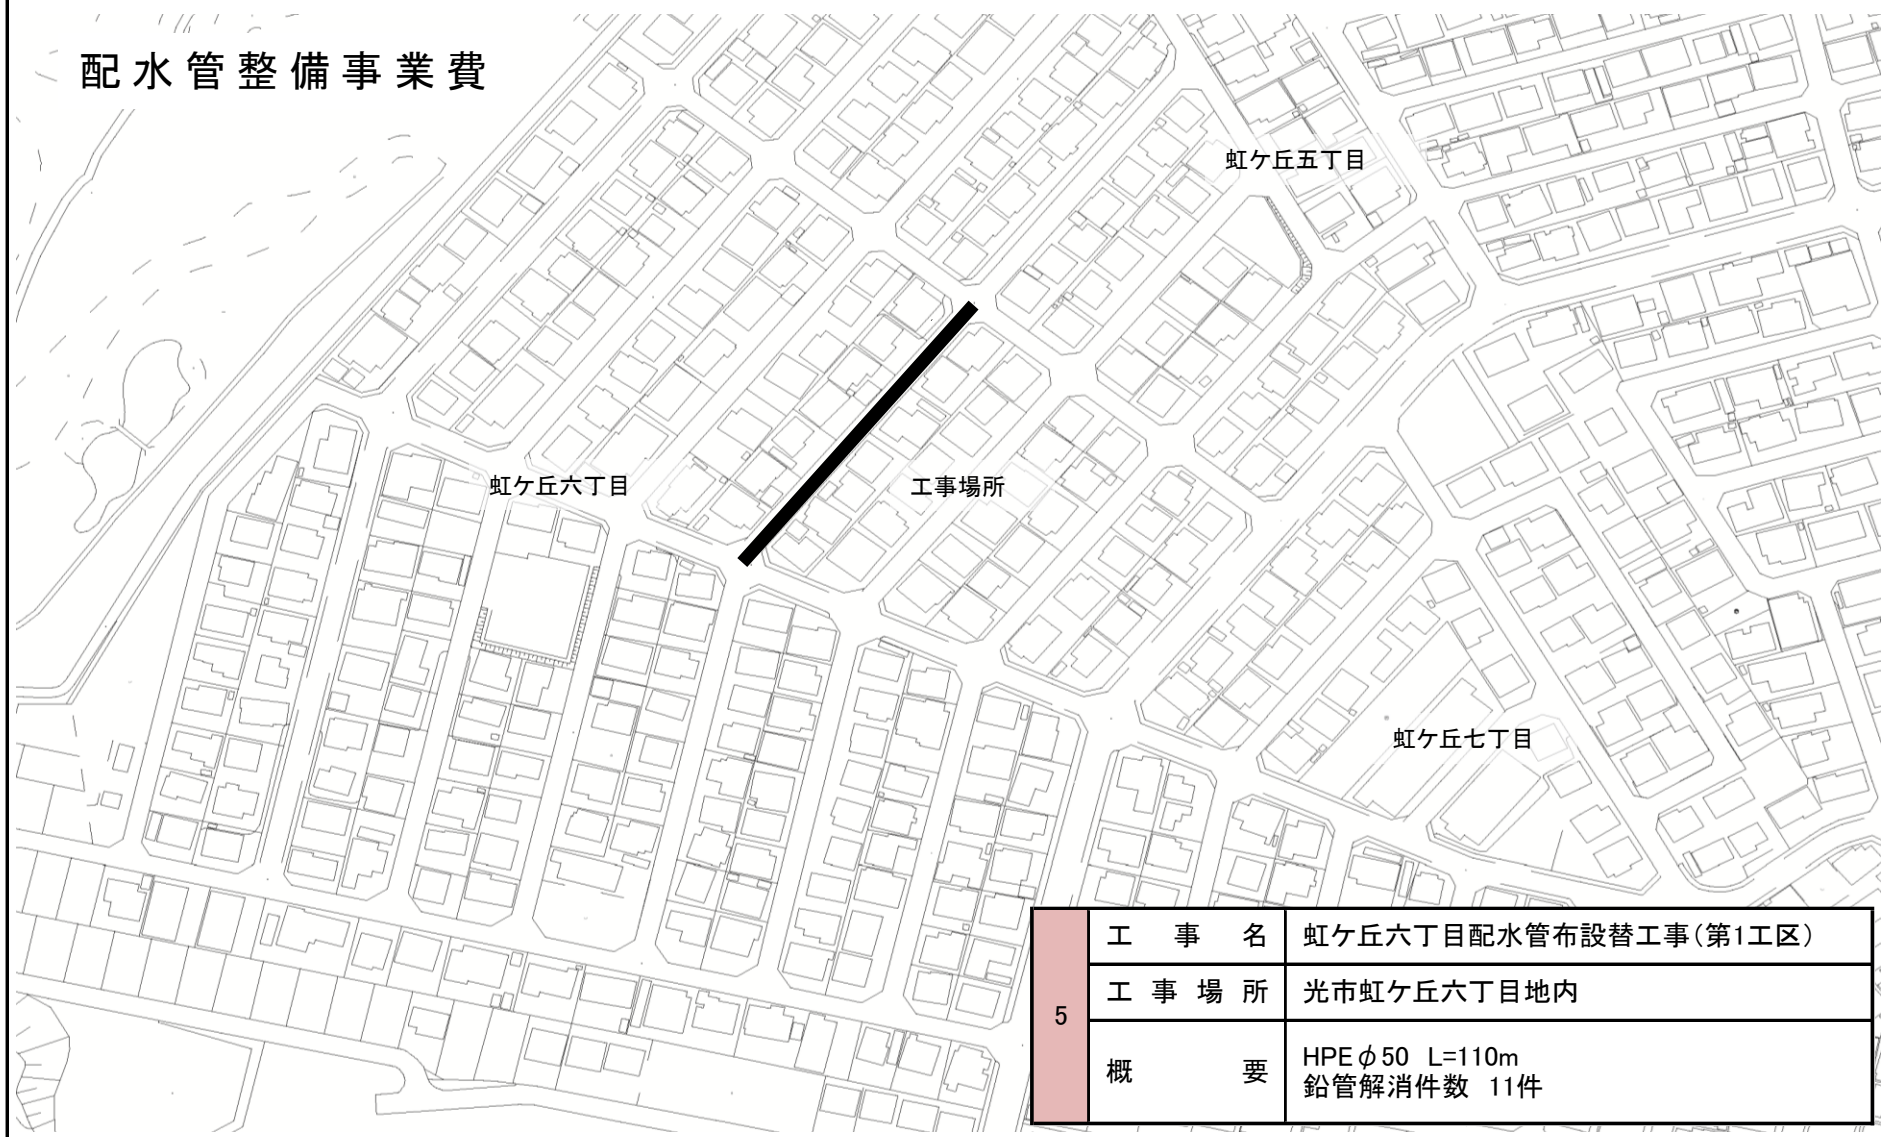 配水管整備事業費
虹ケ丘五丁目
虹ケ丘六丁目
工事場所
虹ケ丘七丁目
5
工事名 虹ケ丘六丁目配水管布設替工事(第1工区)
工事場所 光市虹ケ丘六丁目地内
概要 HPEφ50 L=110m
鉛管解消件数 11件